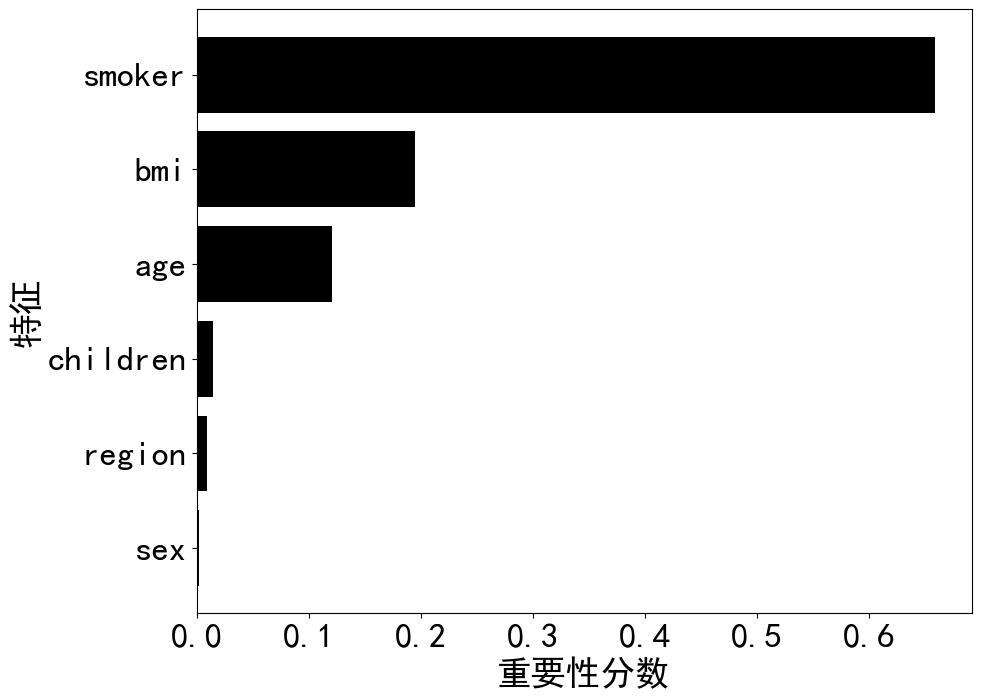 特征
smoker
bmi
age
children
region
sex
0.0 0.1 0.2 0.3 0.4 0.5 0.6
重要性分数